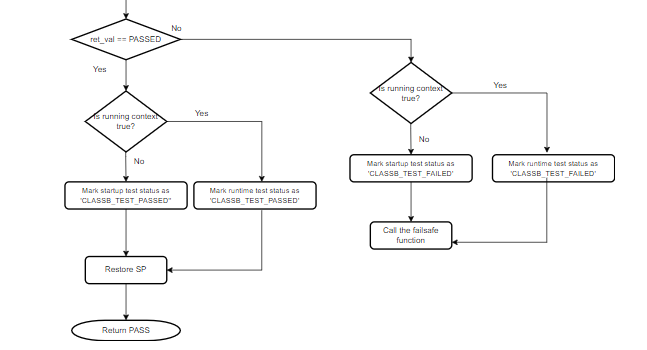 No
ret_val == PASSED
Yes
Is running context
true?
Yes
No
Is running context
true?
Yes
No
Mark startup test status as
'CLASSB_TEST_PASSED"
Mark runtime test status as
'CLASSB_TEST_PASSED'
Mark startup test status as
'CLASSB_TEST_FAILED'
Mark runtime test status as
'CLASSB_TEST_FAILED'
Call the failsafe
function
Restore SP
Return PASS